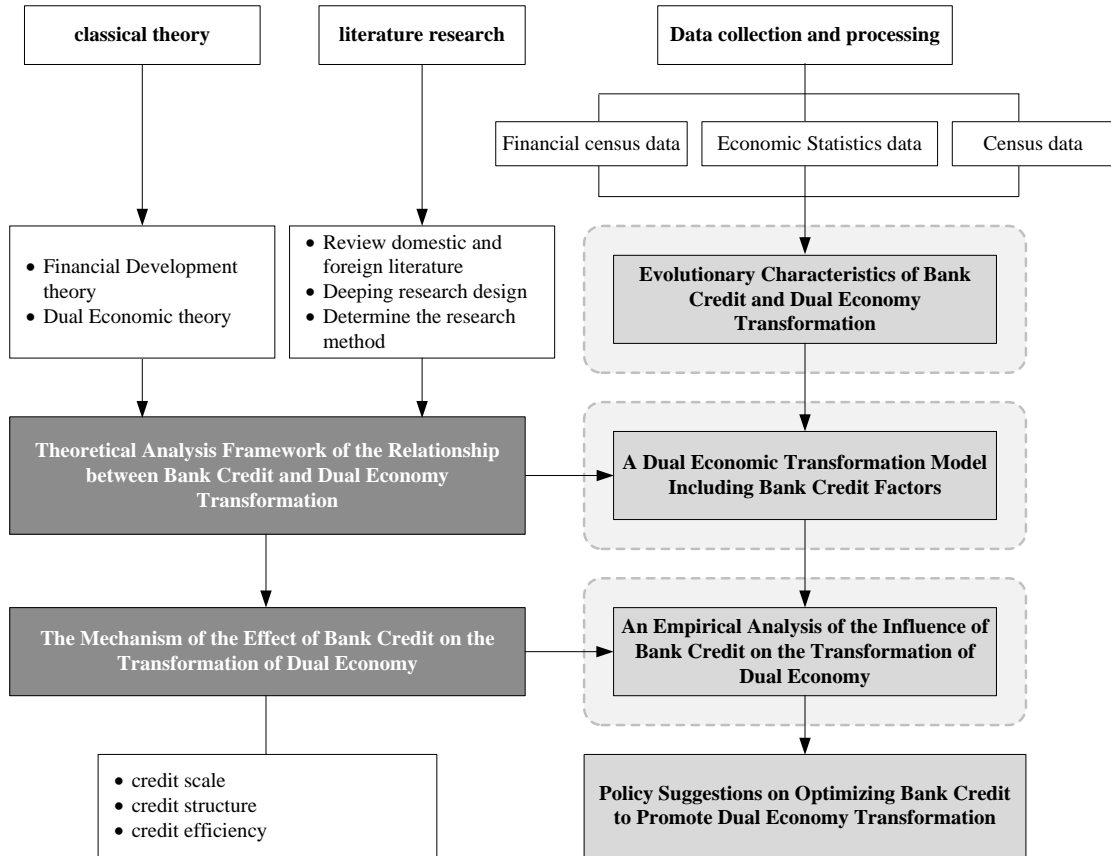 classical theory
literature research
Data collection and processing
Financial census data
Economic Statistics data
Census data
• Financial Development
theory
• Dual Economic theory
• Review domestic and
foreign literature
• Deeping research design
• Determine the research
method
Evolutionary Characteristics of Bank
Credit and Dual Economy
Transformation
Theoretical Analysis Framework of the Relationship
between Bank Credit and Dual Economy
Transformation
A Dual Economic Transformation Model
Including Bank Credit Factors
The Mechanism of the Effect of Bank Credit on the
Transformation of Dual Economy
An Empirical Analysis of the Influence of
Bank Credit on the Transformation of
Dual Economy
• credit scale
• credit structure
• credit efficiency
Policy Suggestions on Optimizing Bank Credit
to Promote Dual Economy Transformation